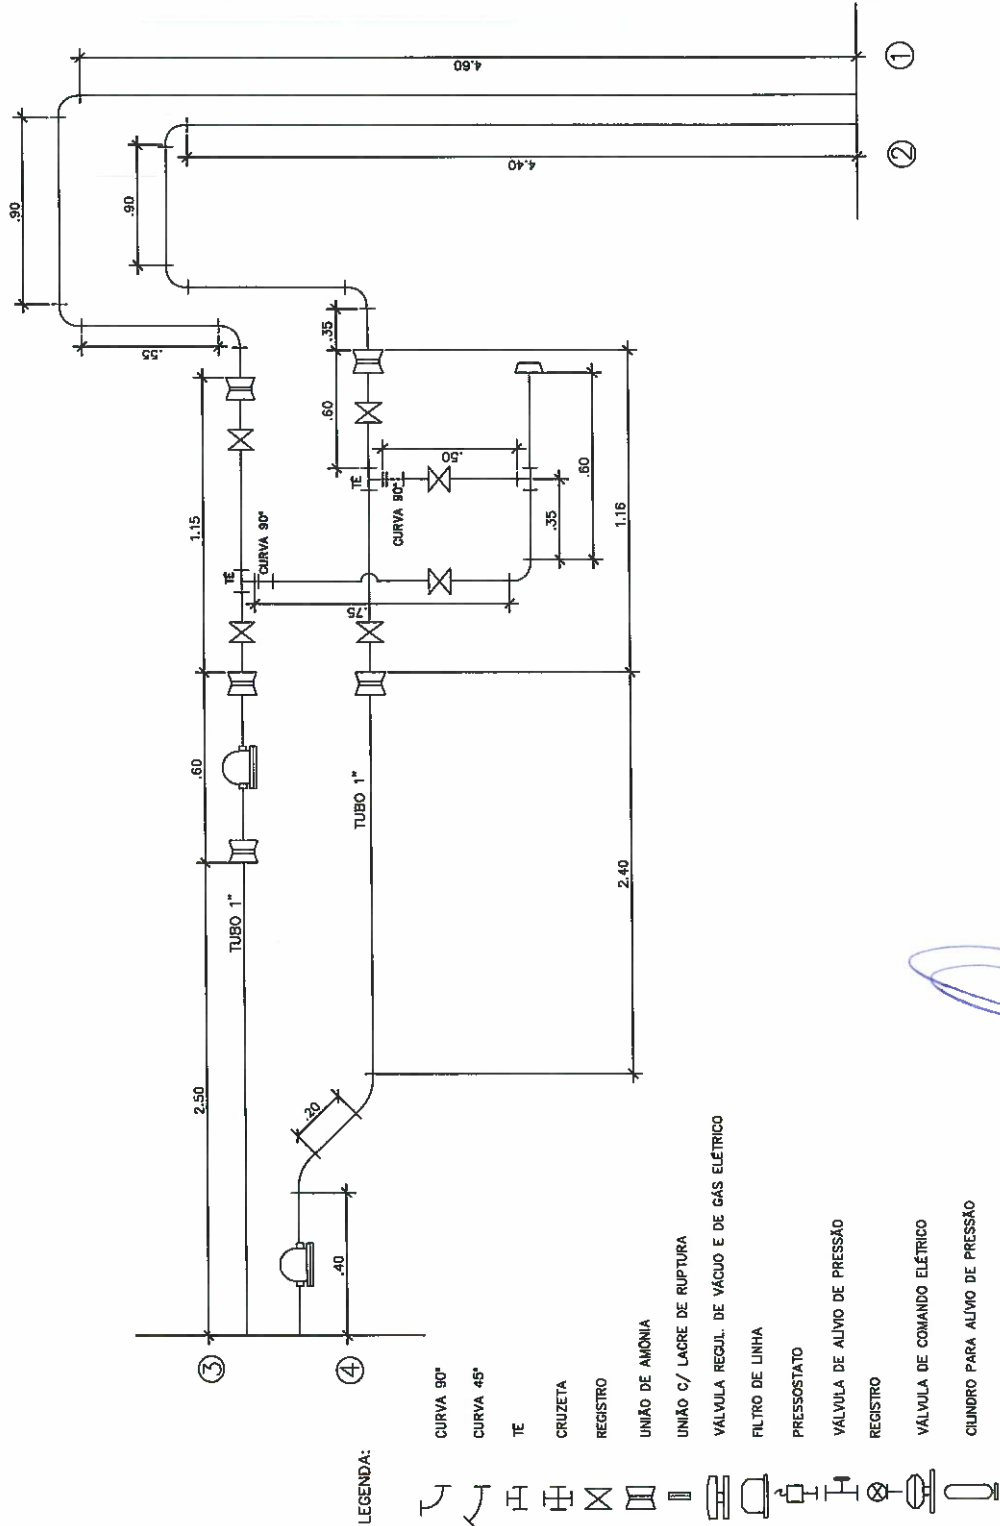 .90
4.60
①
.90
4.40
②
.55
.35
1.15
.60
TÊ
CURVA 90°
TÊ
CURVA 90°
.50
.60
.35
1.16
.75
.60
TUBO 1"
TUBO 1"
2.40
2.50
.20
.40
③
④
LEGENDA:
CURVA 90°
CURVA 45°
TÊ
CRUZETA
REGISTRO
UNIÃO DE AMÔNIA
UNIÃO C/ LACRE DE RUPTURA
VÁLVULA REGUL. DE VÁCUO E DE GÁS ELÉTRICO
FILTRO DE LINHA
PRESSOSTATO
VÁLVULA DE ALÍVIO DE PRESSÃO
REGISTRO
VÁLVULA DE COMANDO ELÉTRICO
CILINDRO PARA ALÍVIO DE PRESSÃO